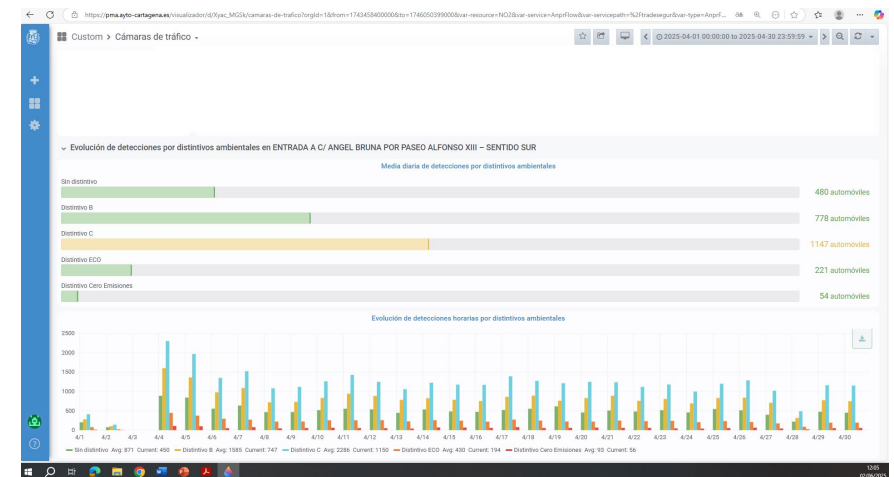 https://pma.ayto-cartagena.es/visualizador/d/Xyac_MGSk/camaras-de-trafico?orgId=1&from=1743458400000&to=1746050399000&var-resource=NO2&var-service=AnprFlow&var-servicepath=%2Ftradesegur&var-type=AnprF...
Custom > Cámaras de tráfico
2025-04-01 00:00:00 to 2025-04-30 23:59:59
Evolución de detecciones por distintivos ambientales en ENTRADA A C/ ANGEL BRUNA POR PASEO ALFONSO XIII – SENTIDO SUR
Media diaria de detecciones por distintivos ambientales
Sin distintivo
480 automóviles
Distintivo B
778 automóviles
Distintivo C
1147 automóviles
Distintivo ECO
221 automóviles
Distintivo Cero Emisiones
54 automóviles
Evolución de detecciones horarias por distintivos ambientales
2500
2000
1500
1000
500
0
4/1 4/2 4/3 4/4 4/5 4/6 4/7 4/8 4/9 4/10 4/11 4/12 4/13 4/14 4/15 4/16 4/17 4/18 4/19 4/20 4/21 4/22 4/23 4/24 4/25 4/26 4/27 4/28 4/29 4/30
Sin distintivo Avg: 871 Current: 450 Distintivo B Avg: 1585 Current: 747 Distintivo C Avg: 2286 Current: 1150 Distintivo ECO Avg: 430 Current: 194 Distintivo Cero Emisiones Avg: 93 Current: 56
12:05
02/06/2025